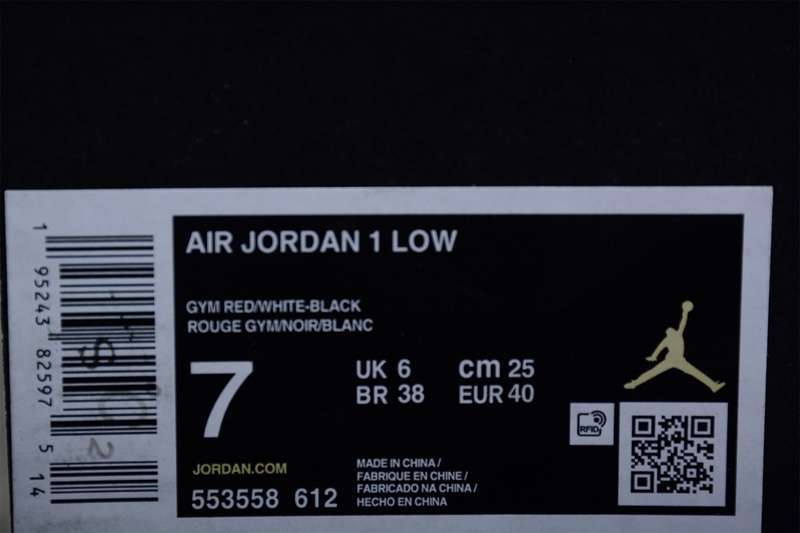 AIR JORDAN 1 LOW
GYM RED/WHITE-BLACK
ROUGE GYM/NOIR/BLANC
7
UK 6
cm 25
BR 38
EUR 40
RFID
JORDAN.COM
553558 612
MADE IN CHINA /
FABRIQUE EN CHINE /
FABRICADO NA CHINA /
HECHO EN CHINA
1 95243 82597 5 14